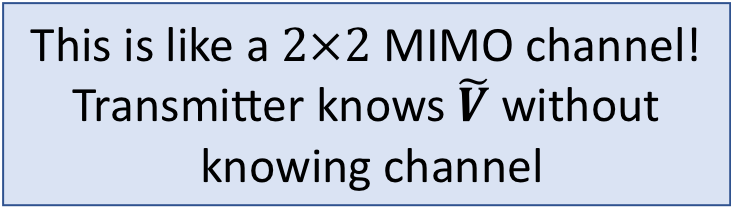 This is like a 2×2 MIMO channel!
Transmitter knows Ṽ without
knowing channel